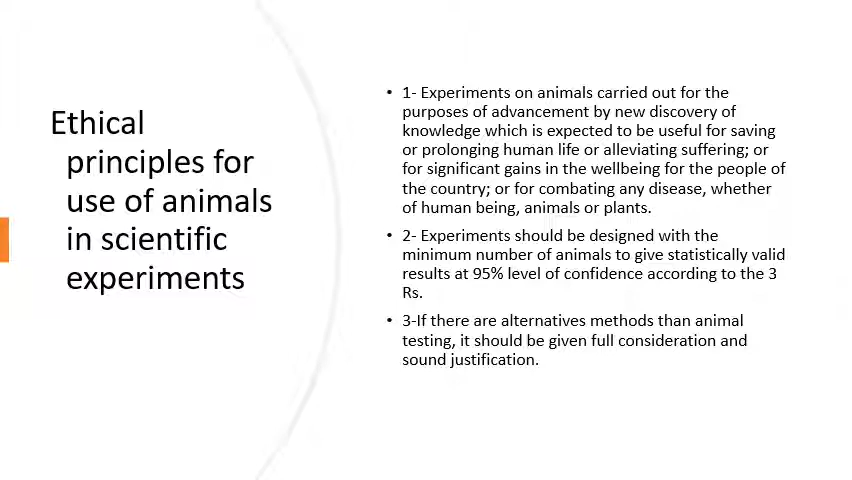 Ethical
principles for
use of animals
in scientific
experiments
• 1- Experiments on animals carried out for the
purposes of advancement by new discovery of
knowledge which is expected to be useful for saving
or prolonging human life or alleviating suffering; or
for significant gains in the wellbeing for the people of
the country; or for combating any disease, whether
of human being, animals or plants.
• 2- Experiments should be designed with the
minimum number of animals to give statistically valid
results at 95% level of confidence according to the 3
Rs.
• 3-If there are alternatives methods than animal
testing, it should be given full consideration and
sound justification.